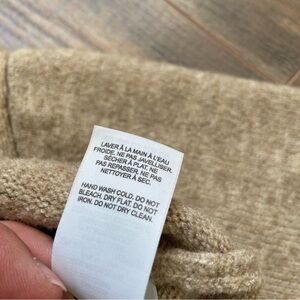 LAVER À LA MAIN À L'EAU
FROIDE. NE PAS JAVELLISER.
SÉCHER À PLAT. NE
PAS REPASSER. NE PAS
NETTOYER À SEC.
HAND WASH COLD. DO NOT
BLEACH. DRY FLAT. DO NOT
IRON. DO NOT DRY CLEAN.